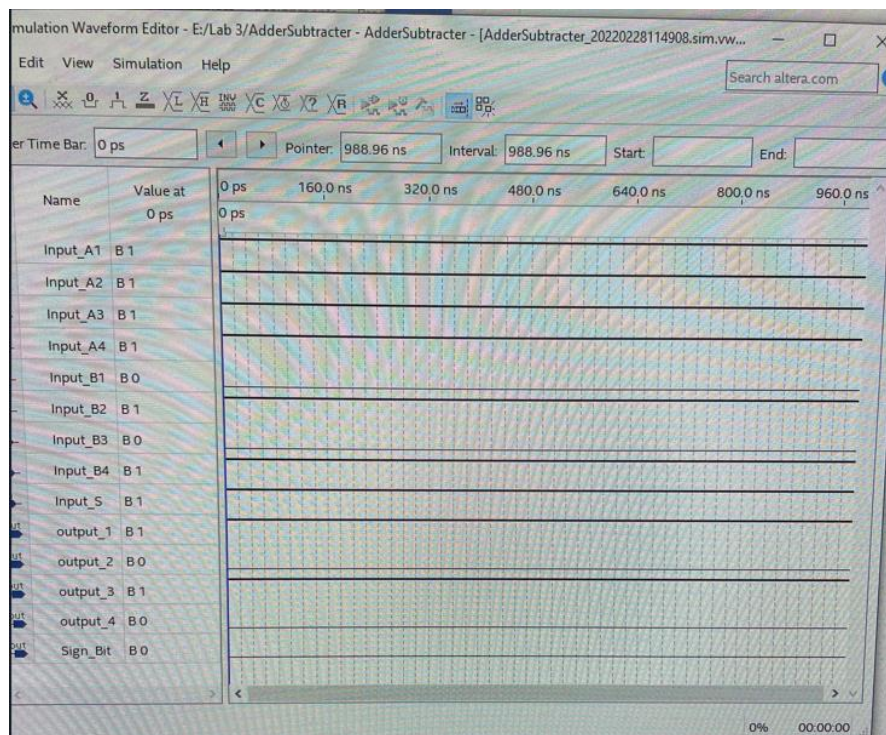 mulation Waveform Editor - E:/Lab 3/AdderSubtracter - AdderSubtracter - [AdderSubtracter_20220228114908.sim.vw...
Edit View Simulation Help
Search altera.com
er Time Bar: 0 ps Pointer: 988.96 ns Interval: 988.96 ns Start: End:
Name Value at 0 ps
0 ps 160.0 ns 320.0 ns 480.0 ns 640.0 ns 800.0 ns 960.0 ns
0 ps
Input_A1 B 1
Input_A2 B 1
Input_A3 B 1
Input_A4 B 1
Input_B1 B 0
Input_B2 B 1
Input_B3 B 0
Input_B4 B 1
Input_S B 1
output_1 B 1
output_2 B 0
output_3 B 1
output_4 B 0
Sign_Bit B 0
0% 00:00:00